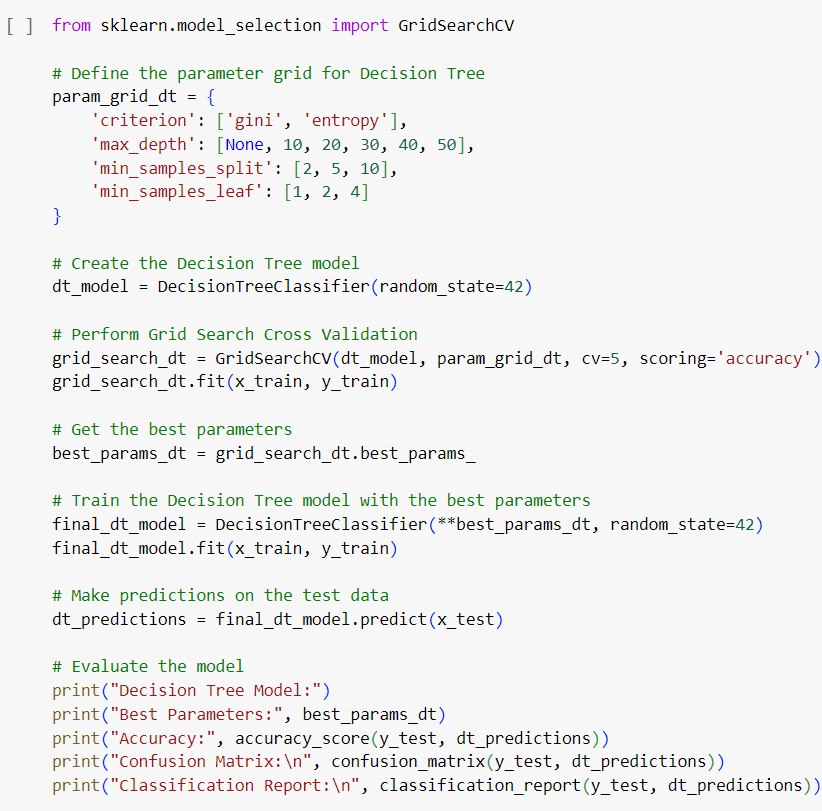 [ ] from sklearn.model_selection import GridSearchCV
# Define the parameter grid for Decision Tree
param_grid_dt = {
    'criterion': ['gini', 'entropy'],
    'max_depth': [None, 10, 20, 30, 40, 50],
    'min_samples_split': [2, 5, 10],
    'min_samples_leaf': [1, 2, 4]
}
# Create the Decision Tree model
dt_model = DecisionTreeClassifier(random_state=42)
# Perform Grid Search Cross Validation
grid_search_dt = GridSearchCV(dt_model, param_grid_dt, cv=5, scoring='accuracy')
grid_search_dt.fit(x_train, y_train)
# Get the best parameters
best_params_dt = grid_search_dt.best_params_
# Train the Decision Tree model with the best parameters
final_dt_model = DecisionTreeClassifier(**best_params_dt, random_state=42)
final_dt_model.fit(x_train, y_train)
# Make predictions on the test data
dt_predictions = final_dt_model.predict(x_test)
# Evaluate the model
print("Decision Tree Model:")
print("Best Parameters:", best_params_dt)
print("Accuracy:", accuracy_score(y_test, dt_predictions))
print("Confusion Matrix:\n", confusion_matrix(y_test, dt_predictions))
print("Classification Report:\n", classification_report(y_test, dt_predictions))